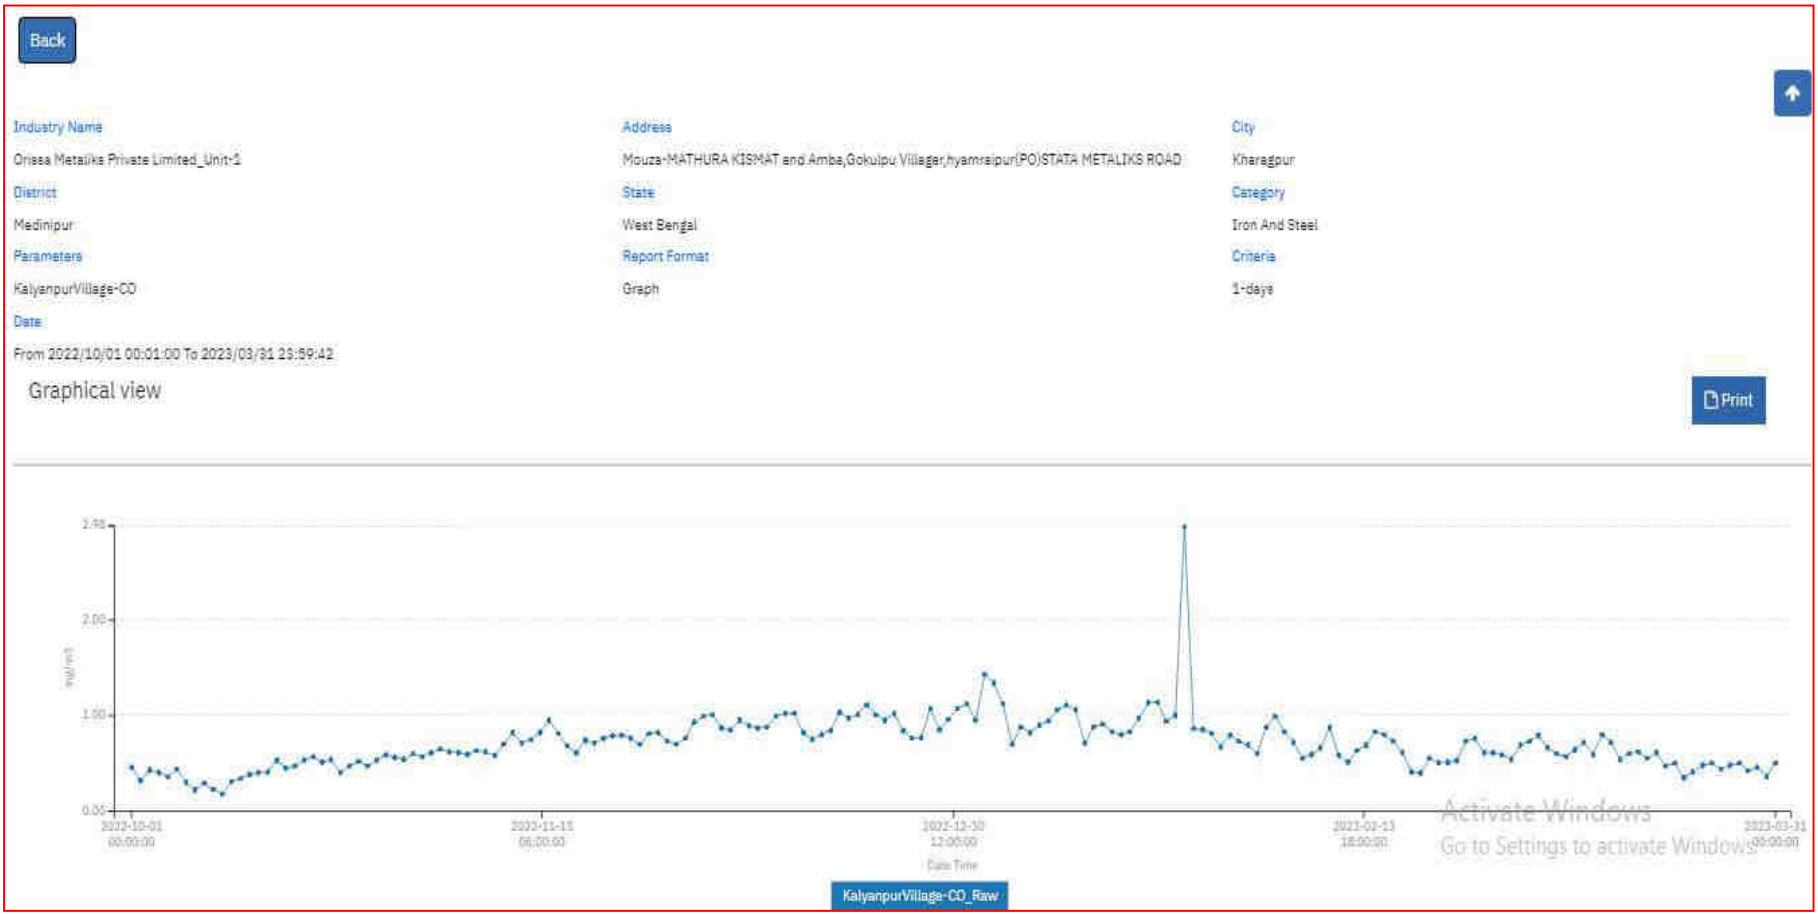 Back
Industry Name Address City
Orissa Metaliks Private Limited_Unit-1 Mouza-MATHURA KISMAT and Amba,Gokulpu Villager,hyamraipur(PO)STATA METALIKS ROAD Kharagpur
District State Category
Medinipur West Bengal Iron And Steel
Parameters Report Format Criteria
KalyanpurVillage-CO Graph 1-days
Date
From 2022/10/01 00:01:00 To 2023/03/31 23:59:42
Graphical view
Print
2.98
2.00
mg/m3
1.00
0.00
2022-10-01 2022-11-15 2022-12-30 2023-02-13 2023-03-31
00:00:00 06:00:00 12:00:00 18:00:00 00:00:00
Activate Windows
Go to Settings to activate Windows.
Date Time
KalyanpurVillage-CO_Raw